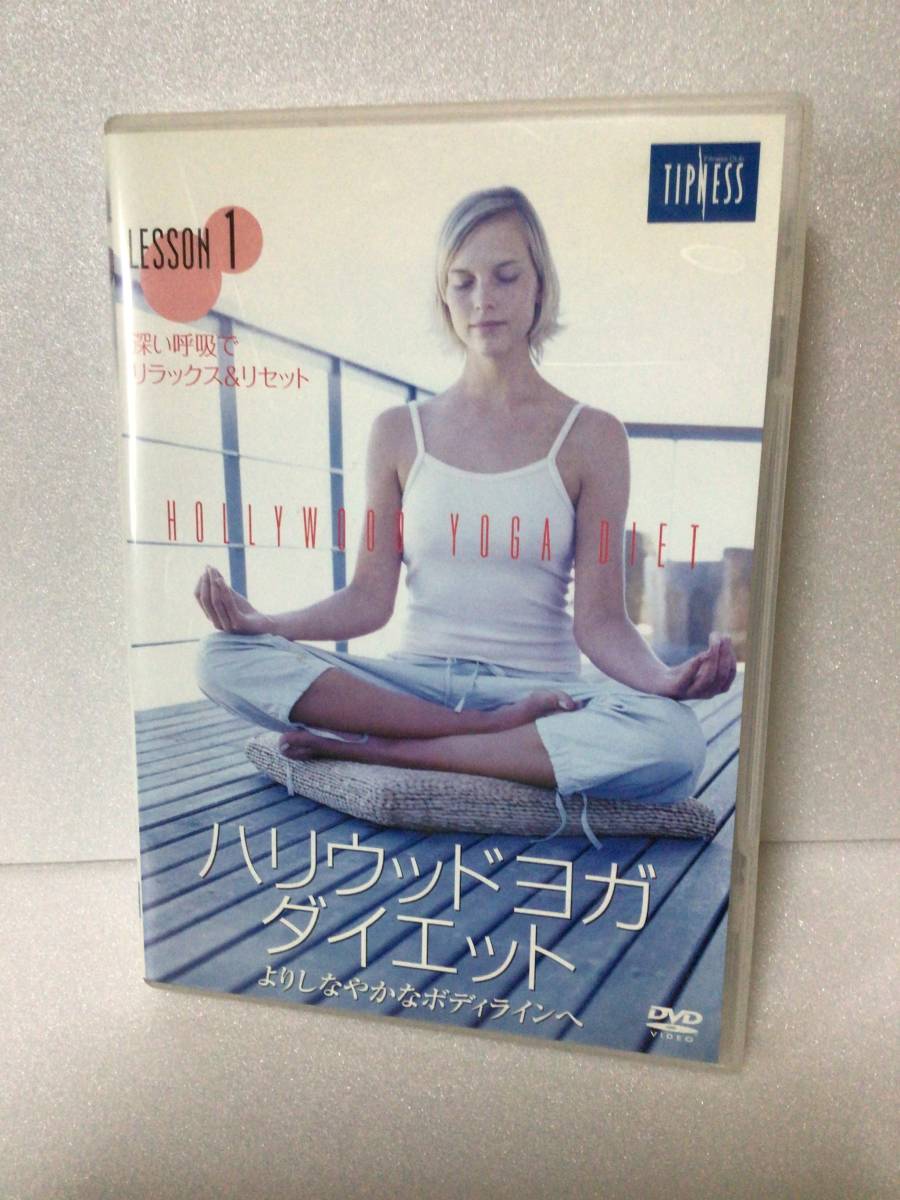 Fitness Club
TIPNESS
LESSON 1
深い呼吸で
リラックス&リセット
HOLLYWOOD YOGA DIET
ハリウッドヨガ
ダイエット
よりしなやかなボディラインへ
DVD
VIDEO